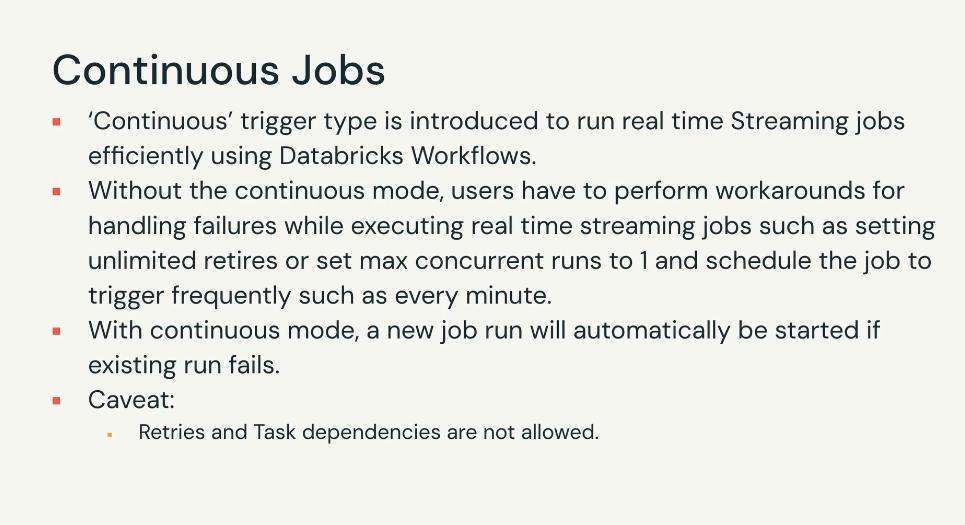 Continuous Jobs
‘Continuous’ trigger type is introduced to run real time Streaming jobs
efficiently using Databricks Workflows.
Without the continuous mode, users have to perform workarounds for
handling failures while executing real time streaming jobs such as setting
unlimited retires or set max concurrent runs to 1 and schedule the job to
trigger frequently such as every minute.
With continuous mode, a new job run will automatically be started if
existing run fails.
Caveat:
Retries and Task dependencies are not allowed.